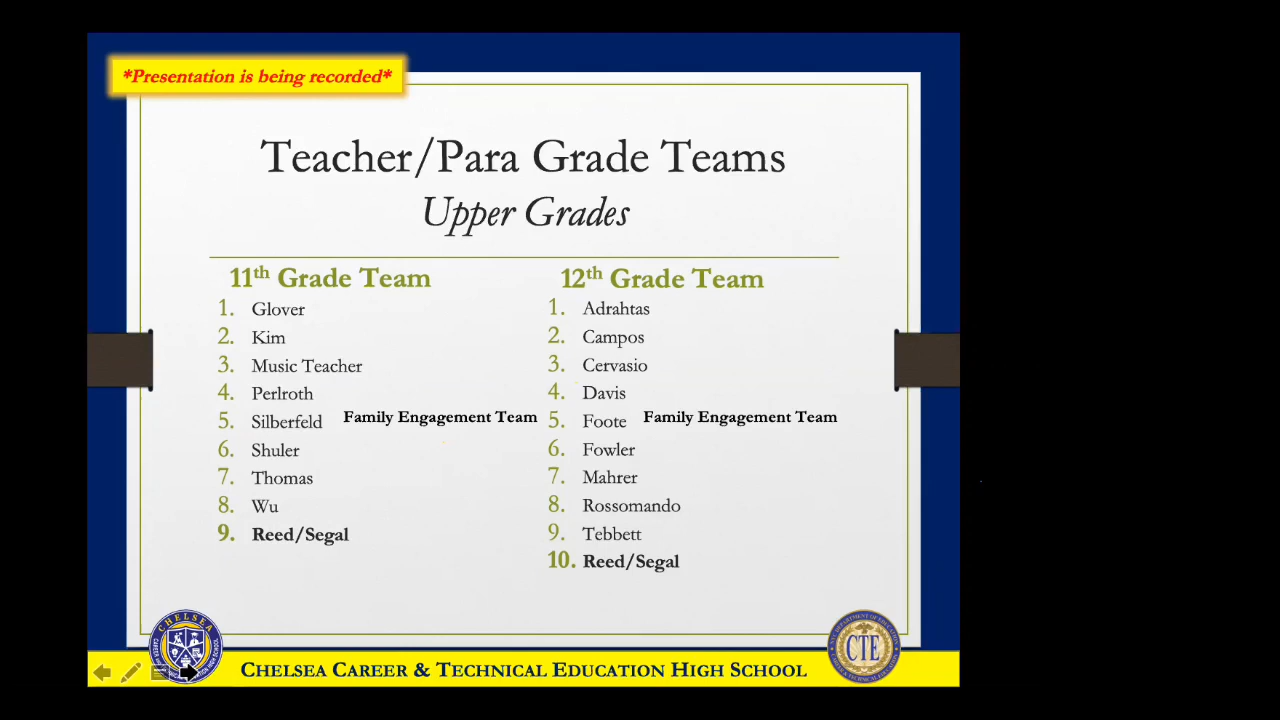 *Presentation is being recorded*
Teacher/Para Grade Teams
Upper Grades
11th Grade Team
1. Glover
2. Kim
3. Music Teacher
4. Perlroth
5. Silberfeld Family Engagement Team
6. Shuler
7. Thomas
8. Wu
9. Reed/Segal
12th Grade Team
1. Adrahtas
2. Campos
3. Cervasio
4. Davis
5. Foote Family Engagement Team
6. Fowler
7. Mahrer
8. Rossomando
9. Tebbett
10. Reed/Segal
CHELSEA
CTE
CHELSEA CAREER & TECHNICAL EDUCATION HIGH SCHOOL